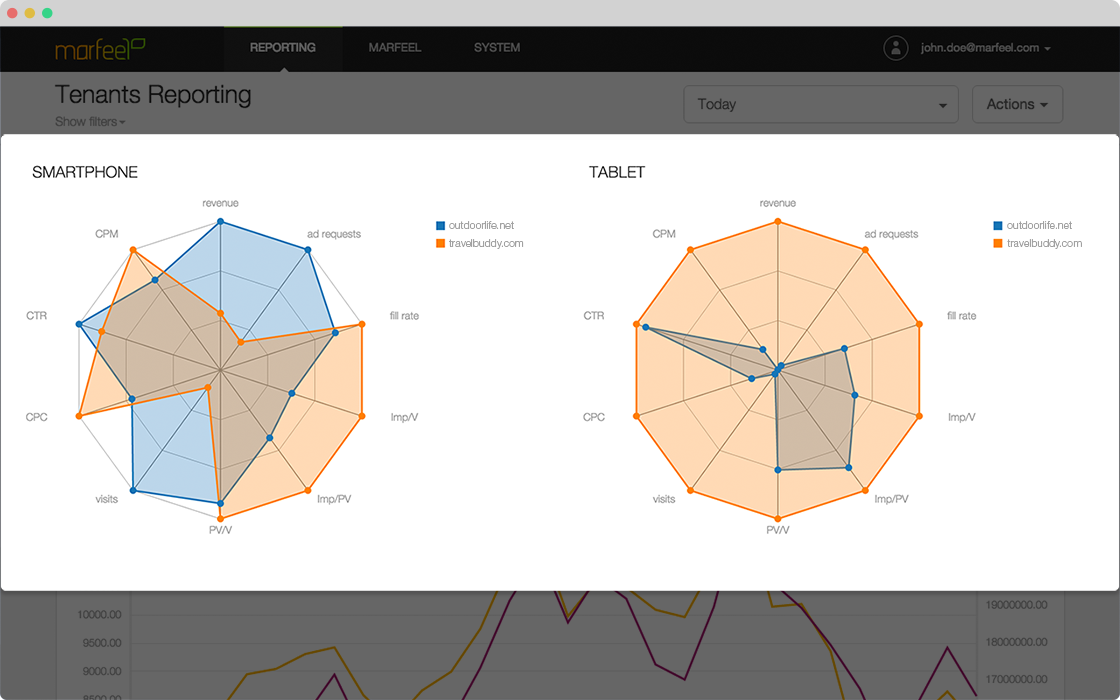 marfeel
REPORTING
MARFEEL
SYSTEM
john.doe@marfeel.com
Tenants Reporting
Show filters
Today
Actions
SMARTPHONE
revenue
ad requests
fill rate
Imp/V
Imp/PV
PV/V
visits
CPC
CTR
CPM
outdoorlife.net
travelbuddy.com
TABLET
revenue
ad requests
fill rate
Imp/V
Imp/PV
PV/V
visits
CPC
CTR
CPM
outdoorlife.net
travelbuddy.com
10000.00
9500.00
9000.00
8500.00
19000000.00
18000000.00
17000000.00